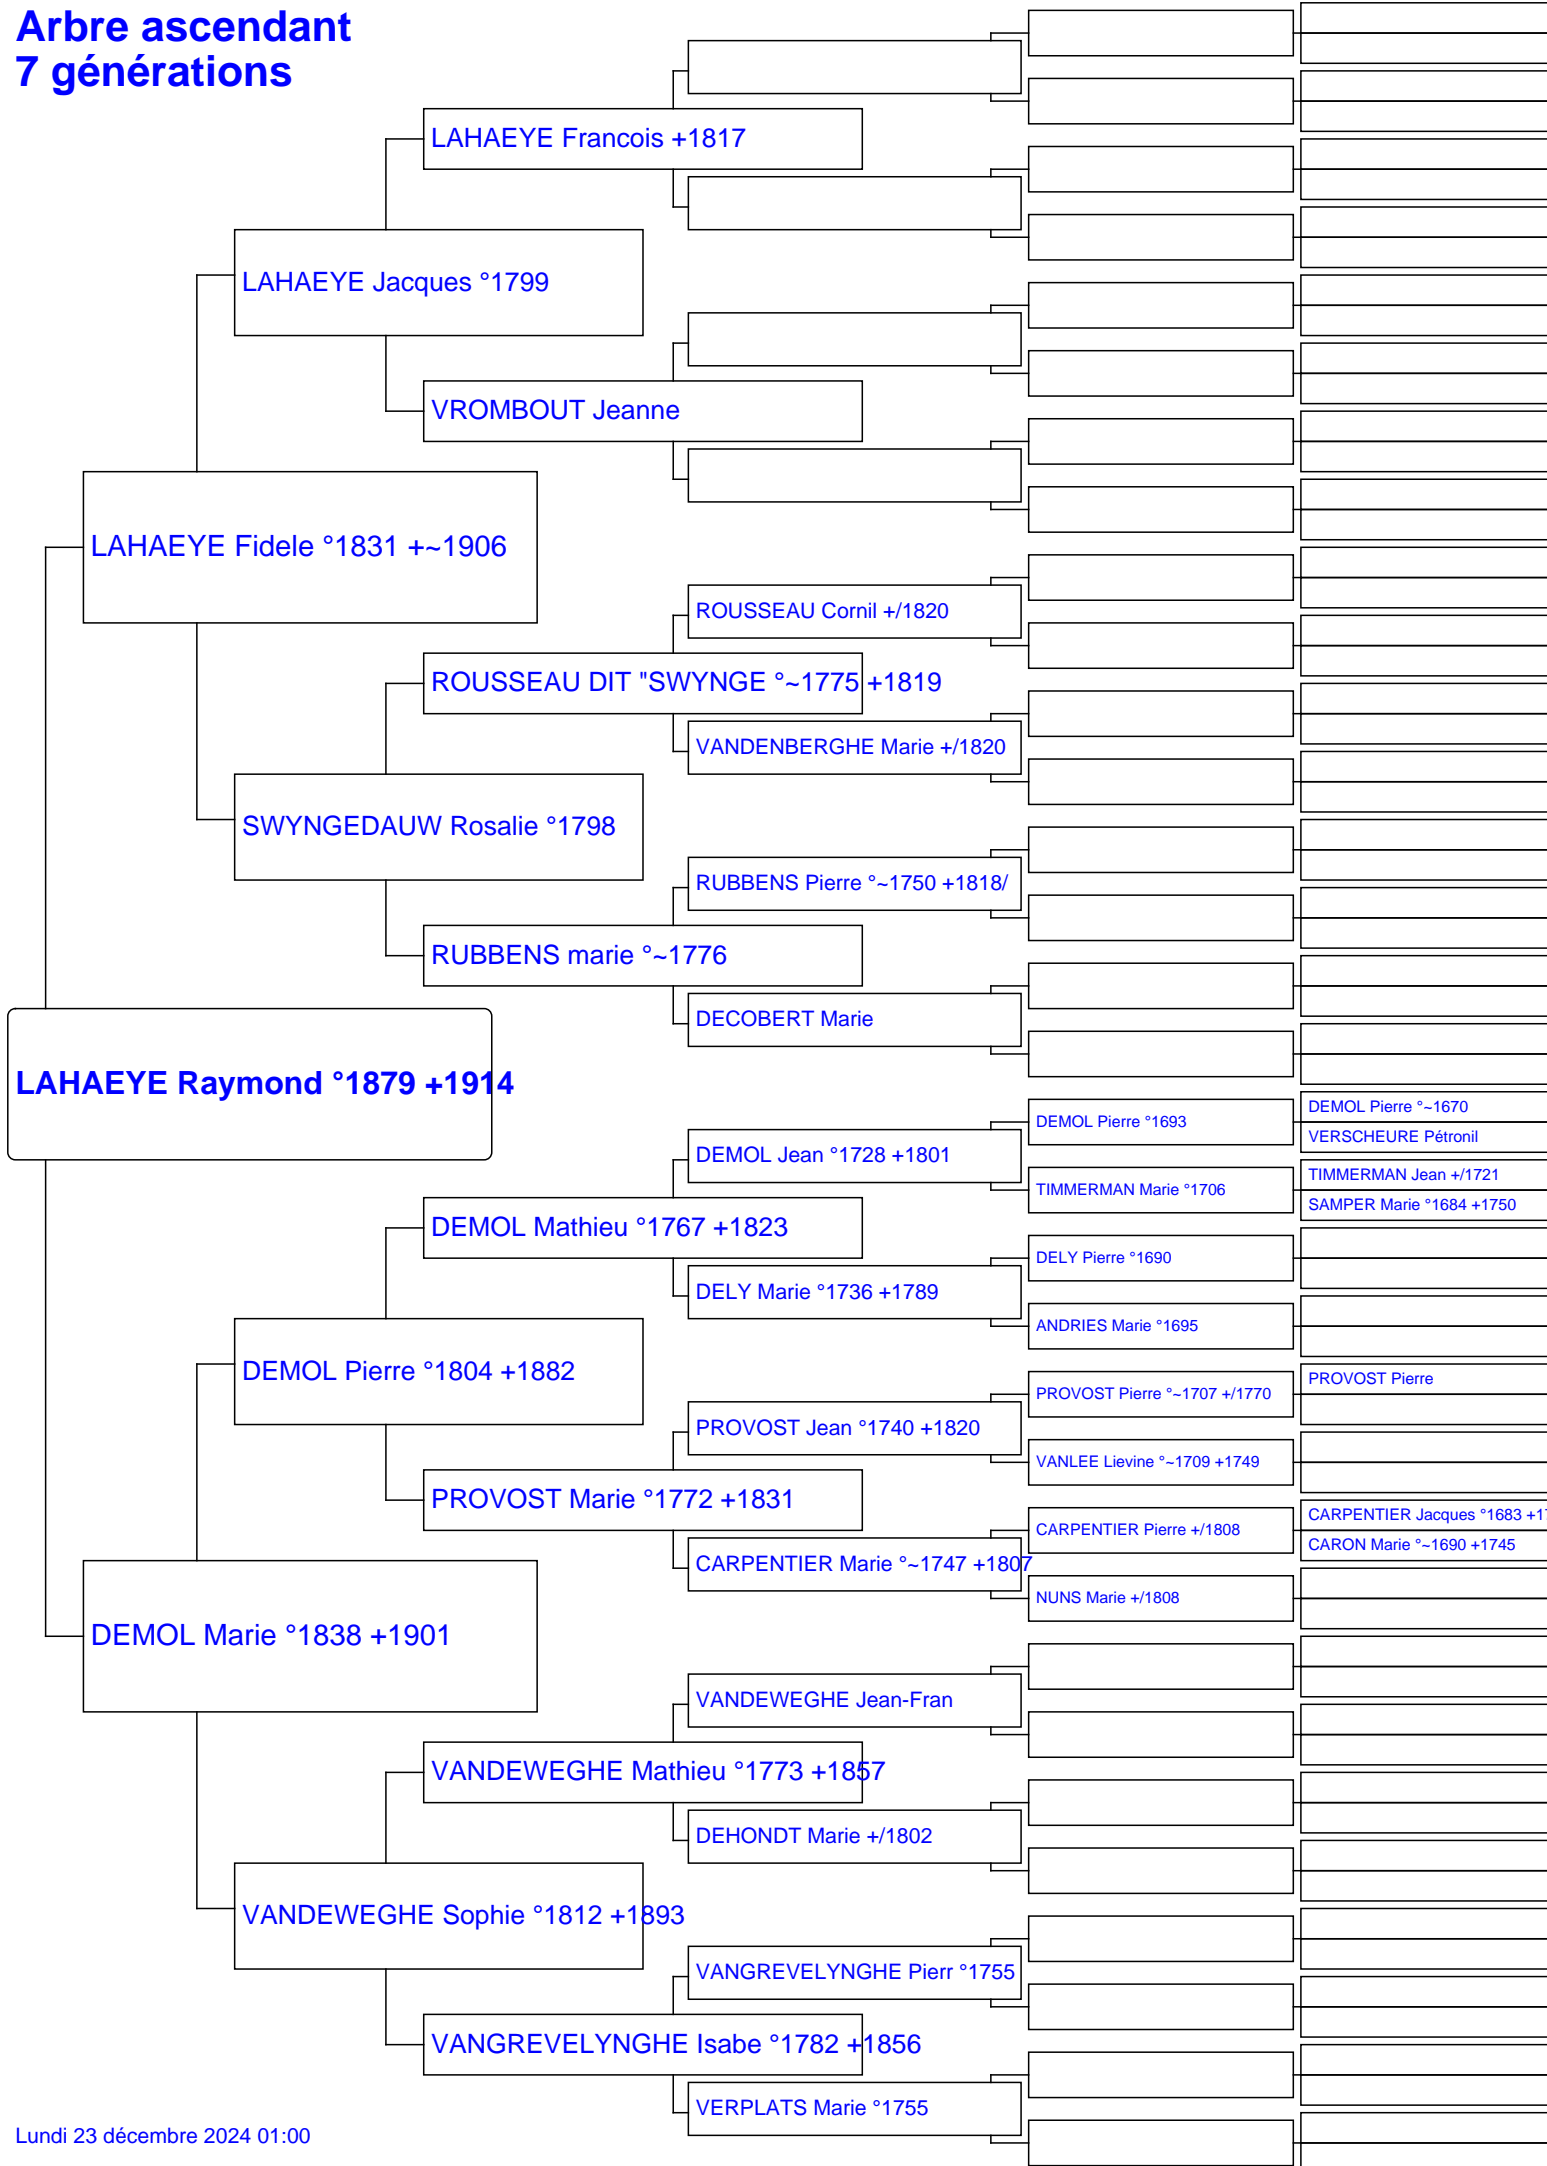 Arbre ascendant
7 générations
LAHAEYE Francois +1817
LAHAEYE Jacques °1799
VROMBOUT Jeanne
LAHAEYE Fidele °1831 +~1906
ROUSSEAU Cornil +/1820
ROUSSEAU DIT "SWYNGE °~1775 +1819
VANDENBERGHE Marie +/1820
SWYNGEDAUW Rosalie °1798
RUBBENS Pierre °~1750 +1818/
RUBBENS marie °~1776
DECOBERT Marie
LAHAEYE Raymond °1879 +1914
DEMOL Pierre °~1670
DEMOL Pierre °1693
VERSCHEURE Pétronil
DEMOL Jean °1728 +1801
TIMMERMAN Jean +/1721
TIMMERMAN Marie °1706
SAMPER Marie °1684 +1750
DEMOL Mathieu °1767 +1823
DELY Pierre °1690
DELY Marie °1736 +1789
ANDRIES Marie °1695
DEMOL Pierre °1804 +1882
PROVOST Pierre
PROVOST Pierre °~1707 +/1770
PROVOST Jean °1740 +1820
VANLEE Lievine °~1709 +1749
PROVOST Marie °1772 +1831
CARPENTIER Jacques °1683 +1
CARPENTIER Pierre +/1808
CARON Marie °~1690 +1745
CARPENTIER Marie °~1747 +1807
NUNS Marie +/1808
DEMOL Marie °1838 +1901
VANDEWEGHE Jean-Fran
VANDEWEGHE Mathieu °1773 +1857
DEHONDT Marie +/1802
VANDEWEGHE Sophie °1812 +1893
VANGREVELYNGHE Pierr °1755
VANGREVELYNGHE Isabe °1782 +1856
VERPLATS Marie °1755
Lundi 23 décembre 2024 01:00